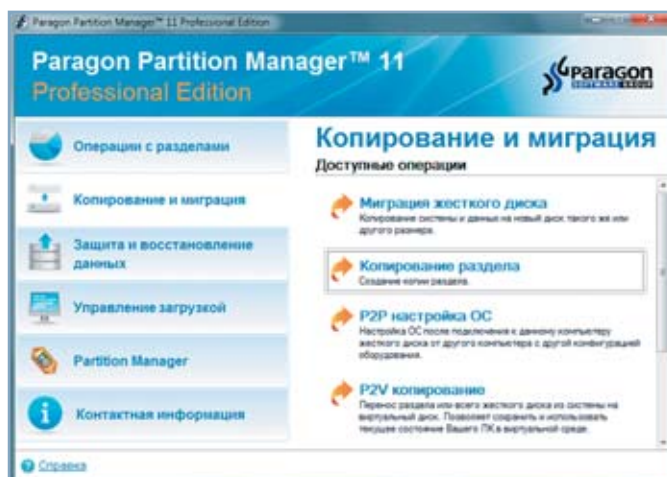 Paragon Partition Manager™ 11 Professional Edition
Paragon Partition Manager™ 11
Professional Edition
Paragon
SOFTWARE GROUP
Операции с разделами
Копирование и миграция
Защита и восстановление
данных
Управление загрузкой
Partition Manager
Контактная информация
Копирование и миграция
Доступные операции
Миграция жесткого диска
Копирование системы и данных на новый диск такого же или
другого размера.
Копирование раздела
Создание копии раздела.
P2P настройка ОС
Настройка ОС после подключения к данному компьютеру
жесткого диска от другого компьютера с другой конфигурацией
оборудования.
P2V копирование
Перенос раздела или всего жесткого диска из системы на
виртуальный диск. Позволяет сохранить и использовать
текущее состояние Вашего ПК в виртуальной среде.
Справка